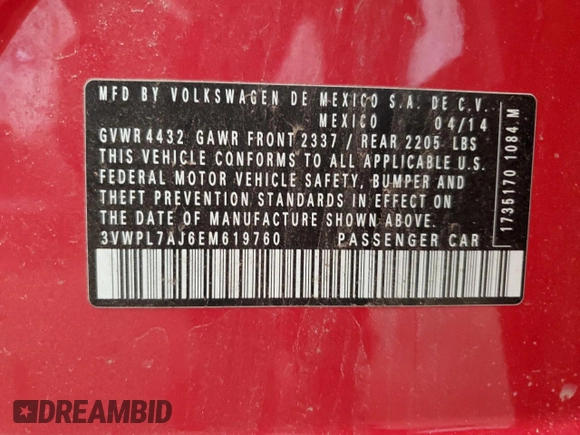 MFD BY VOLKSWAGEN DE MEXICO S.A. DE C.V.
MEXICO 04/14
GVWR 4432 GAWR FRONT 2337 / REAR 2205 LBS
THIS VEHICLE CONFORMS TO ALL APPLICABLE U.S.
FEDERAL MOTOR VEHICLE SAFETY, BUMPER AND
THEFT PREVENTION STANDARDS IN EFFECT ON
THE DATE OF MANUFACTURE SHOWN ABOVE.
3VWPL7AJ6EM619760 PASSENGER CAR
1735170 1084 M
DREAMBID